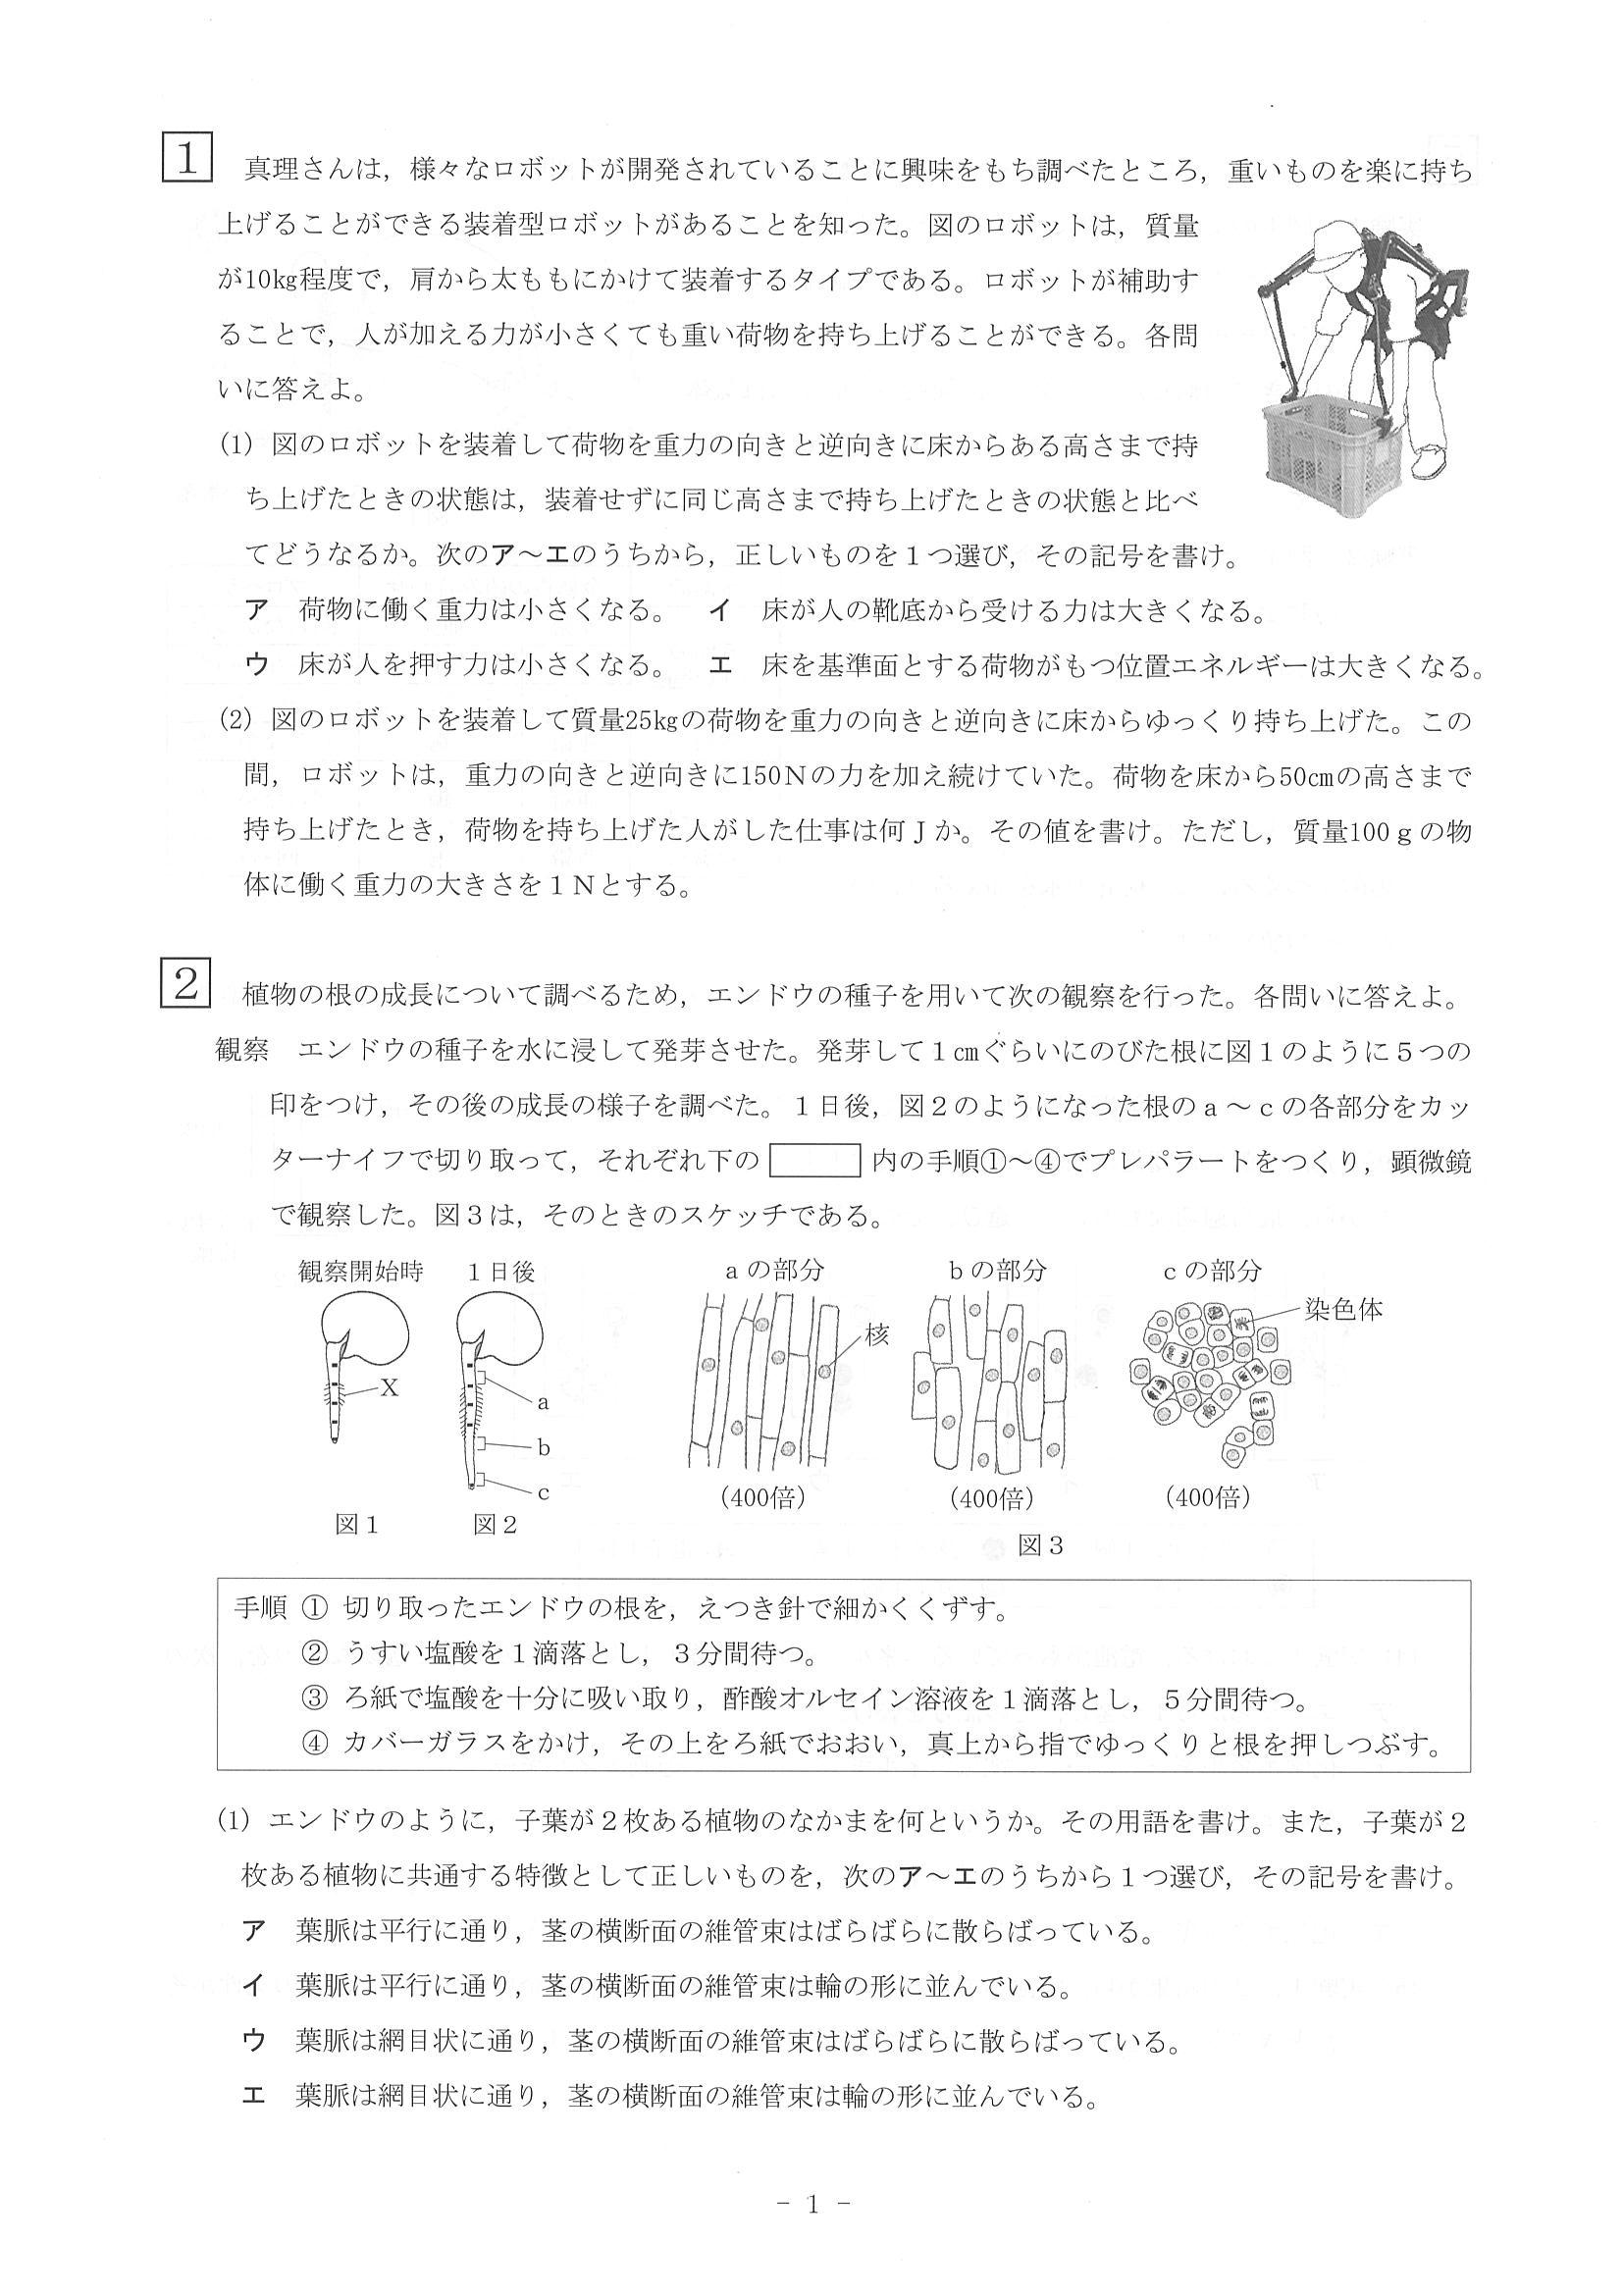 1 真理さんは，様々なロボットが開発されていることに興味をもち調べたところ，重いものを楽に持ち
上げることができる装着型ロボットがあることを知った。図のロボットは，質量
が10㎏程度で，肩から太ももにかけて装着するタイプである。ロボットが補助す
ることで，人が加える力が小さくても重い荷物を持ち上げることができる。各問
いに答えよ。
(1) 図のロボットを装着して荷物を重力の向きと逆向きに床からある高さまで持
ち上げたときの状態は，装着せずに同じ高さまで持ち上げたときの状態と比べ
てどうなるか。次のア～エのうちから，正しいものを１つ選び，その記号を書け。
ア　荷物に働く重力は小さくなる。　イ　床が人の靴底から受ける力は大きくなる。
ウ　床が人を押す力は小さくなる。　エ　床を基準面とする荷物がもつ位置エネルギーは大きくなる。
(2) 図のロボットを装着して質量25㎏の荷物を重力の向きと逆向きに床からゆっくり持ち上げた。この
間，ロボットは，重力の向きと逆向きに150Ｎの力を加え続けていた。荷物を床から50㎝の高さまで
持ち上げたとき，荷物を持ち上げた人がした仕事は何Ｊか。その値を書け。ただし，質量100ｇの物
体に働く重力の大きさを１Ｎとする。
2 植物の根の成長について調べるため，エンドウの種子を用いて次の観察を行った。各問いに答えよ。
観察　エンドウの種子を水に浸して発芽させた。発芽して１㎝ぐらいにのびた根に図１のように５つの
印をつけ，その後の成長の様子を調べた。１日後，図２のようになった根のａ～ｃの各部分をカッ
ターナイフで切り取って，それぞれ下の　　　内の手順①～④でプレパラートをつくり，顕微鏡
で観察した。図３は，そのときのスケッチである。
観察開始時　１日後　ａの部分　ｂの部分　ｃの部分
染色体
核
X
a
b
c
(400倍)　(400倍)　(400倍)
図１　図２
図３
手順 ① 切り取ったエンドウの根を，えつき針で細かくくずす。
② うすい塩酸を１滴落とし，３分間待つ。
③ ろ紙で塩酸を十分に吸い取り，酢酸オルセイン溶液を１滴落とし，５分間待つ。
④ カバーガラスをかけ，その上をろ紙でおおい，真上から指でゆっくりと根を押しつぶす。
(1) エンドウのように，子葉が２枚ある植物のなかまを何というか。その用語を書け。また，子葉が２
枚ある植物に共通する特徴として正しいものを，次のア～エのうちから１つ選び，その記号を書け。
ア　葉脈は平行に通り，茎の横断面の維管束はばらばらに散らばっている。
イ　葉脈は平行に通り，茎の横断面の維管束は輪の形に並んでいる。
ウ　葉脈は網目状に通り，茎の横断面の維管束はばらばらに散らばっている。
エ　葉脈は網目状に通り，茎の横断面の維管束は輪の形に並んでいる。
- 1 -